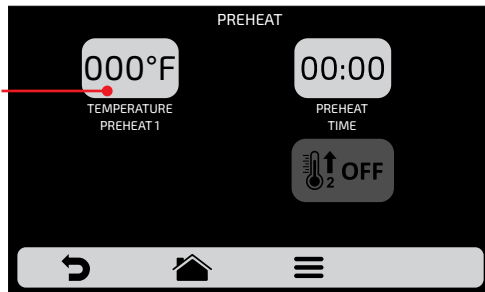 PREHEAT
000°F
00:00
TEMPERATURE
PREHEAT 1
PREHEAT
TIME
2 OFF